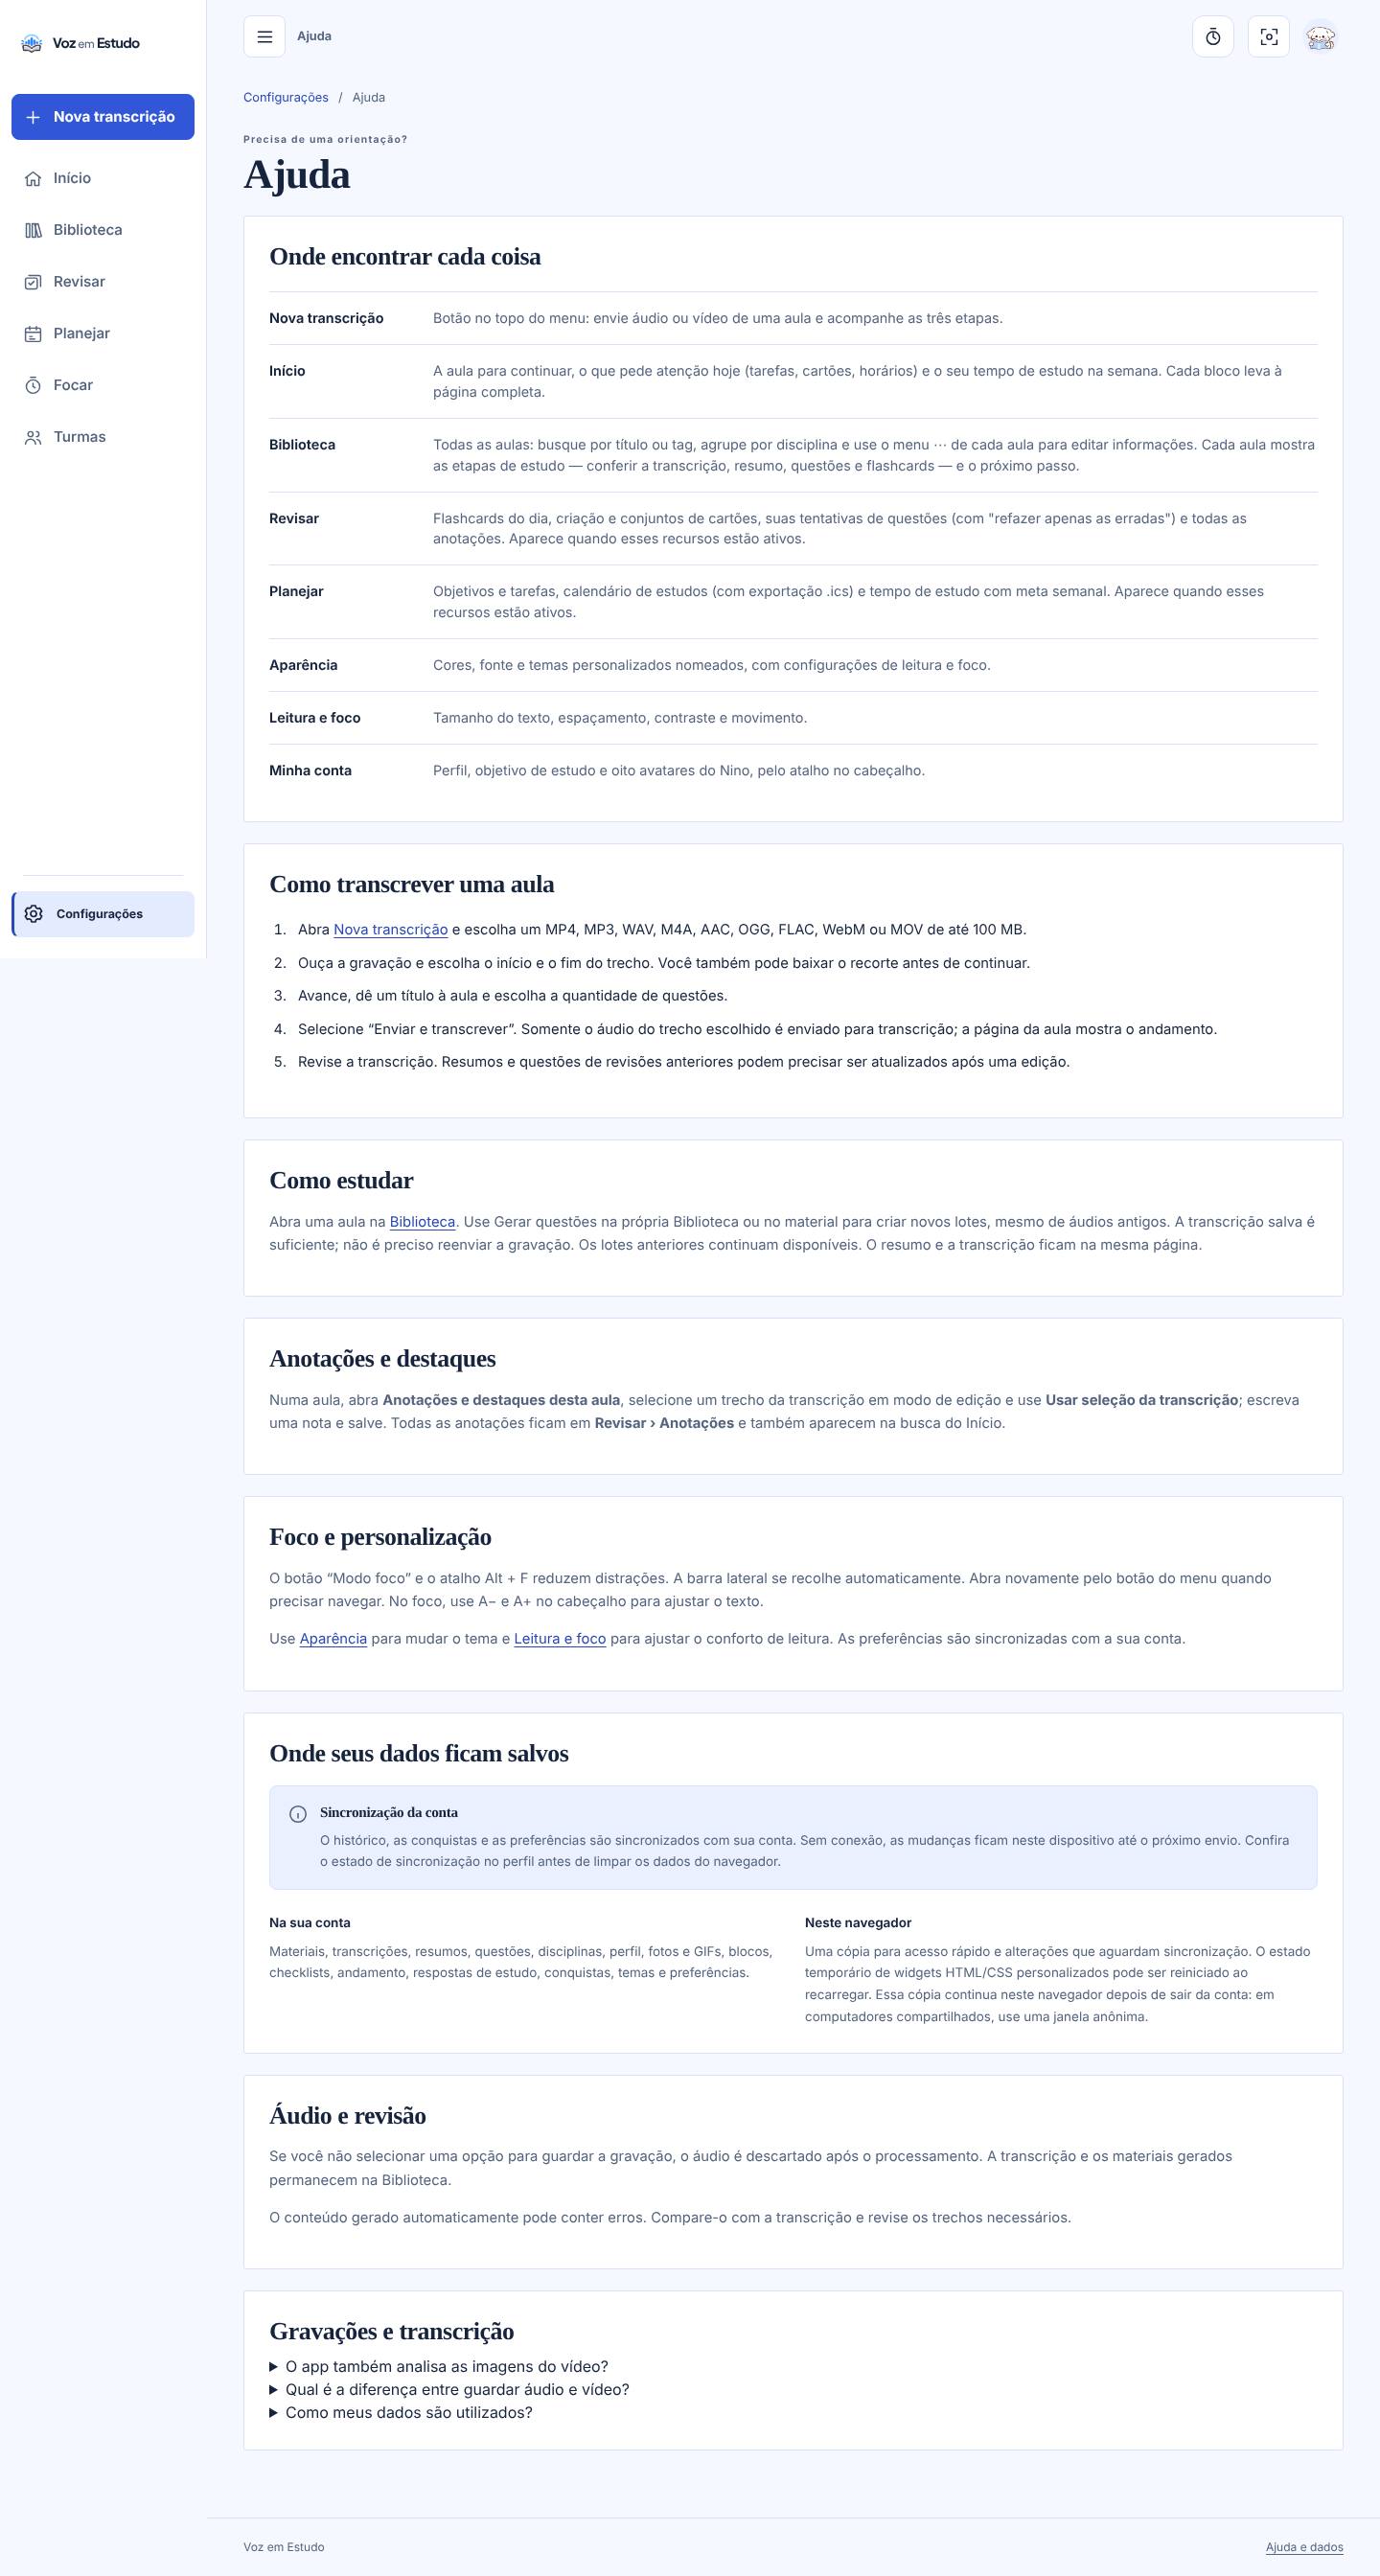 Voz em Estudo
Nova transcrição
Início
Biblioteca
Revisar
Planejar
Focar
Turmas
Configurações
Ajuda
Configurações / Ajuda
Precisa de uma orientação?
Ajuda
Onde encontrar cada coisa
Nova transcrição
Botão no topo do menu: envie áudio ou vídeo de uma aula e acompanhe as três etapas.
Início
A aula para continuar, o que pede atenção hoje (tarefas, cartões, horários) e o seu tempo de estudo na semana. Cada bloco leva à
página completa.
Biblioteca
Todas as aulas: busque por título ou tag, agrupe por disciplina e use o menu ⋯ de cada aula para editar informações. Cada aula mostra
as etapas de estudo — conferir a transcrição, resumo, questões e flashcards — e o próximo passo.
Revisar
Flashcards do dia, criação e conjuntos de cartões, suas tentativas de questões (com "refazer apenas as erradas") e todas as
anotações. Aparece quando esses recursos estão ativos.
Planejar
Objetivos e tarefas, calendário de estudos (com exportação .ics) e tempo de estudo com meta semanal. Aparece quando esses
recursos estão ativos.
Aparência
Cores, fonte e temas personalizados nomeados, com configurações de leitura e foco.
Leitura e foco
Tamanho do texto, espaçamento, contraste e movimento.
Minha conta
Perfil, objetivo de estudo e oito avatares do Nino, pelo atalho no cabeçalho.
Como transcrever uma aula
1. Abra Nova transcrição e escolha um MP4, MP3, WAV, M4A, AAC, OGG, FLAC, WebM ou MOV de até 100 MB.
2. Ouça a gravação e escolha o início e o fim do trecho. Você também pode baixar o recorte antes de continuar.
3. Avance, dê um título à aula e escolha a quantidade de questões.
4. Selecione “Enviar e transcrever”. Somente o áudio do trecho escolhido é enviado para transcrição; a página da aula mostra o andamento.
5. Revise a transcrição. Resumos e questões de revisões anteriores podem precisar ser atualizados após uma edição.
Como estudar
Abra uma aula na Biblioteca. Use Gerar questões na própria Biblioteca ou no material para criar novos lotes, mesmo de áudios antigos. A transcrição salva é
suficiente; não é preciso reenviar a gravação. Os lotes anteriores continuam disponíveis. O resumo e a transcrição ficam na mesma página.
Anotações e destaques
Numa aula, abra Anotações e destaques desta aula, selecione um trecho da transcrição em modo de edição e use Usar seleção da transcrição; escreva
uma nota e salve. Todas as anotações ficam em Revisar › Anotações e também aparecem na busca do Início.
Foco e personalização
O botão “Modo foco” e o atalho Alt + F reduzem distrações. A barra lateral se recolhe automaticamente. Abra novamente pelo botão do menu quando
precisar navegar. No foco, use A− e A+ no cabeçalho para ajustar o texto.
Use Aparência para mudar o tema e Leitura e foco para ajustar o conforto de leitura. As preferências são sincronizadas com a sua conta.
Onde seus dados ficam salvos
Sincronização da conta
O histórico, as conquistas e as preferências são sincronizados com sua conta. Sem conexão, as mudanças ficam neste dispositivo até o próximo envio. Confira
o estado de sincronização no perfil antes de limpar os dados do navegador.
Na sua conta
Materiais, transcrições, resumos, questões, disciplinas, perfil, fotos e GIFs, blocos,
checklists, andamento, respostas de estudo, conquistas, temas e preferências.
Neste navegador
Uma cópia para acesso rápido e alterações que aguardam sincronização. O estado
temporário de widgets HTML/CSS personalizados pode ser reiniciado ao
recarregar. Essa cópia continua neste navegador depois de sair da conta: em
computadores compartilhados, use uma janela anônima.
Áudio e revisão
Se você não selecionar uma opção para guardar a gravação, o áudio é descartado após o processamento. A transcrição e os materiais gerados
permanecem na Biblioteca.
O conteúdo gerado automaticamente pode conter erros. Compare-o com a transcrição e revise os trechos necessários.
Gravações e transcrição
O app também analisa as imagens do vídeo?
Qual é a diferença entre guardar áudio e vídeo?
Como meus dados são utilizados?
Voz em Estudo
Ajuda e dados